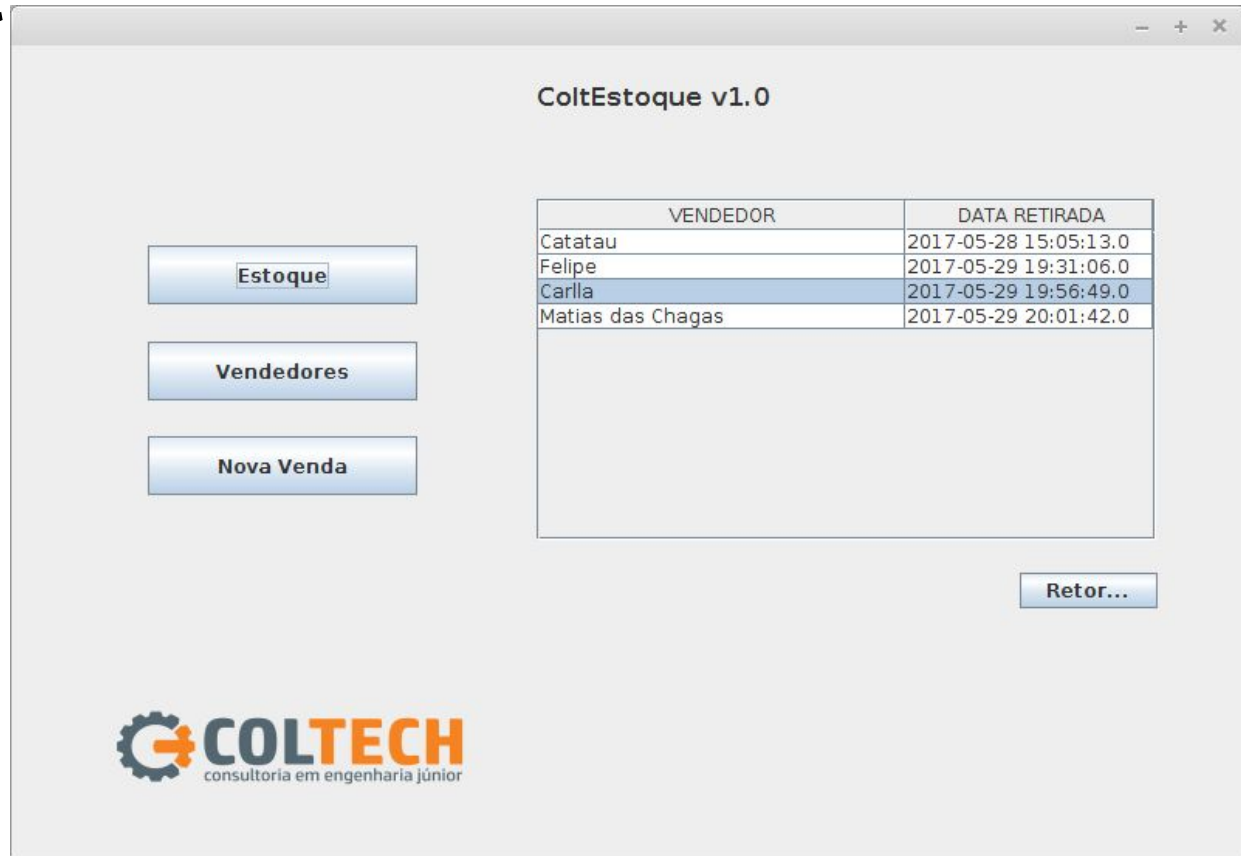 ColtEstoque v1.0
VENDEDOR DATA RETIRADA
Catatau 2017-05-28 15:05:13.0
Felipe 2017-05-29 19:31:06.0
Carlla 2017-05-29 19:56:49.0
Matias das Chagas 2017-05-29 20:01:42.0
Estoque
Vendedores
Nova Venda
Retor...
COLTECH
consultoria em engenharia júnior